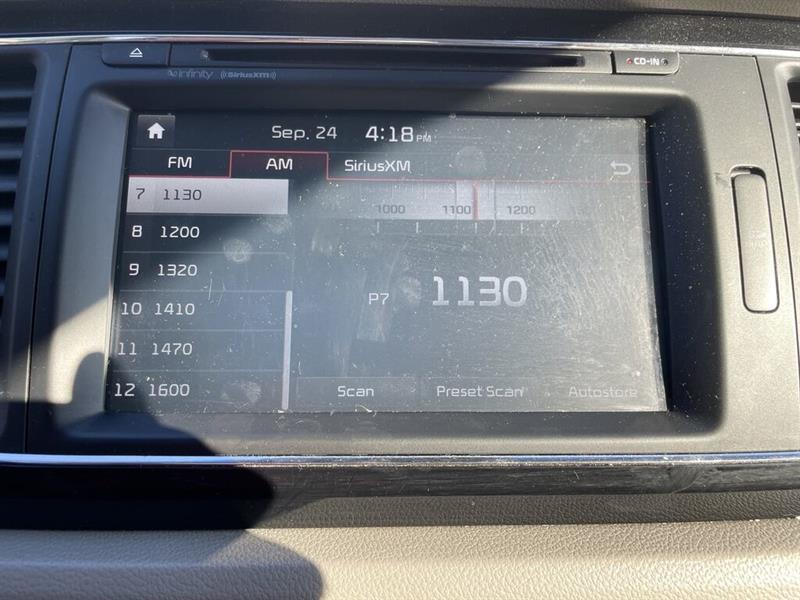 infinity SiriusXM CD-IN
Sep. 24 4:18 PM
FM AM SiriusXM
7 1130
8 1200
9 1320
10 1410
11 1470
12 1600
1000 1100 1200
P7 1130
Scan Preset Scan Autostore